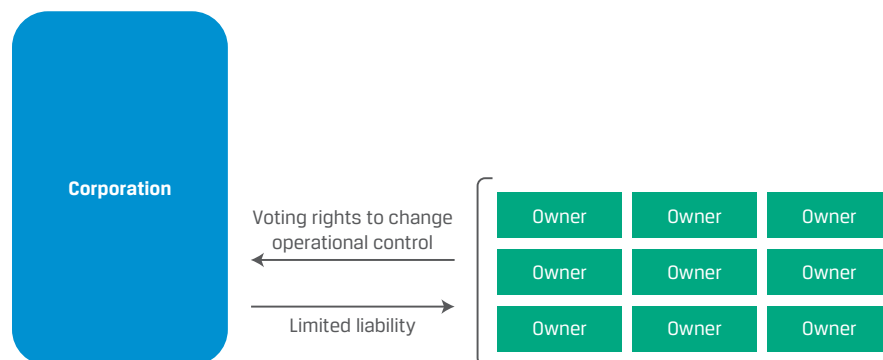 Corporation
Voting rights to change
operational control
Limited liability
Owner Owner Owner
Owner Owner Owner
Owner Owner Owner